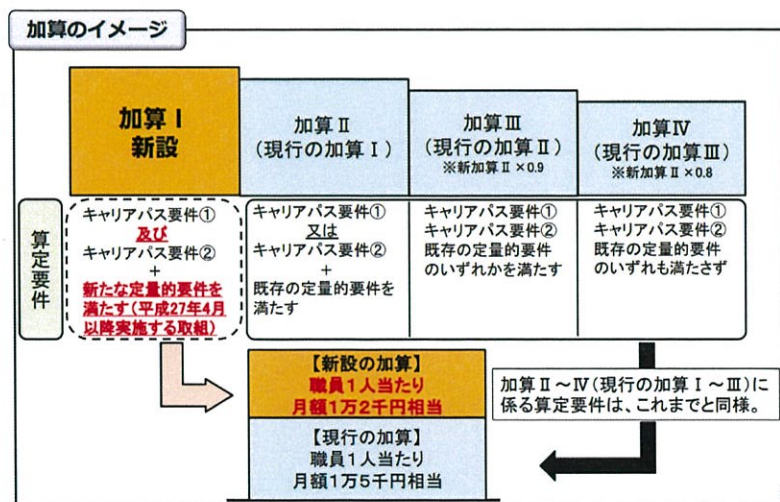 加算のイメージ
加算Ⅰ
新設
加算Ⅱ
(現行の加算Ⅰ)
加算Ⅲ
(現行の加算Ⅱ)
※新加算Ⅱ×0.9
加算Ⅳ
(現行の加算Ⅲ)
※新加算Ⅱ×0.8
算定要件
キャリアパス要件①
及び
キャリアパス要件②
+
新たな定量的要件を
満たす(平成27年4月
以降実施する取組)
キャリアパス要件①
又は
キャリアパス要件②
+
既存の定量的要件を
満たす
キャリアパス要件①
キャリアパス要件②
既存の定量的要件
のいずれかを満たす
キャリアパス要件①
キャリアパス要件②
既存の定量的要件
のいずれも満たさず
【新設の加算】
職員1人当たり
月額1万2千円相当
【現行の加算】
職員1人当たり
月額1万5千円相当
加算Ⅱ~Ⅳ(現行の加算Ⅰ~Ⅲ)に
係る算定要件は、これまでと同様。